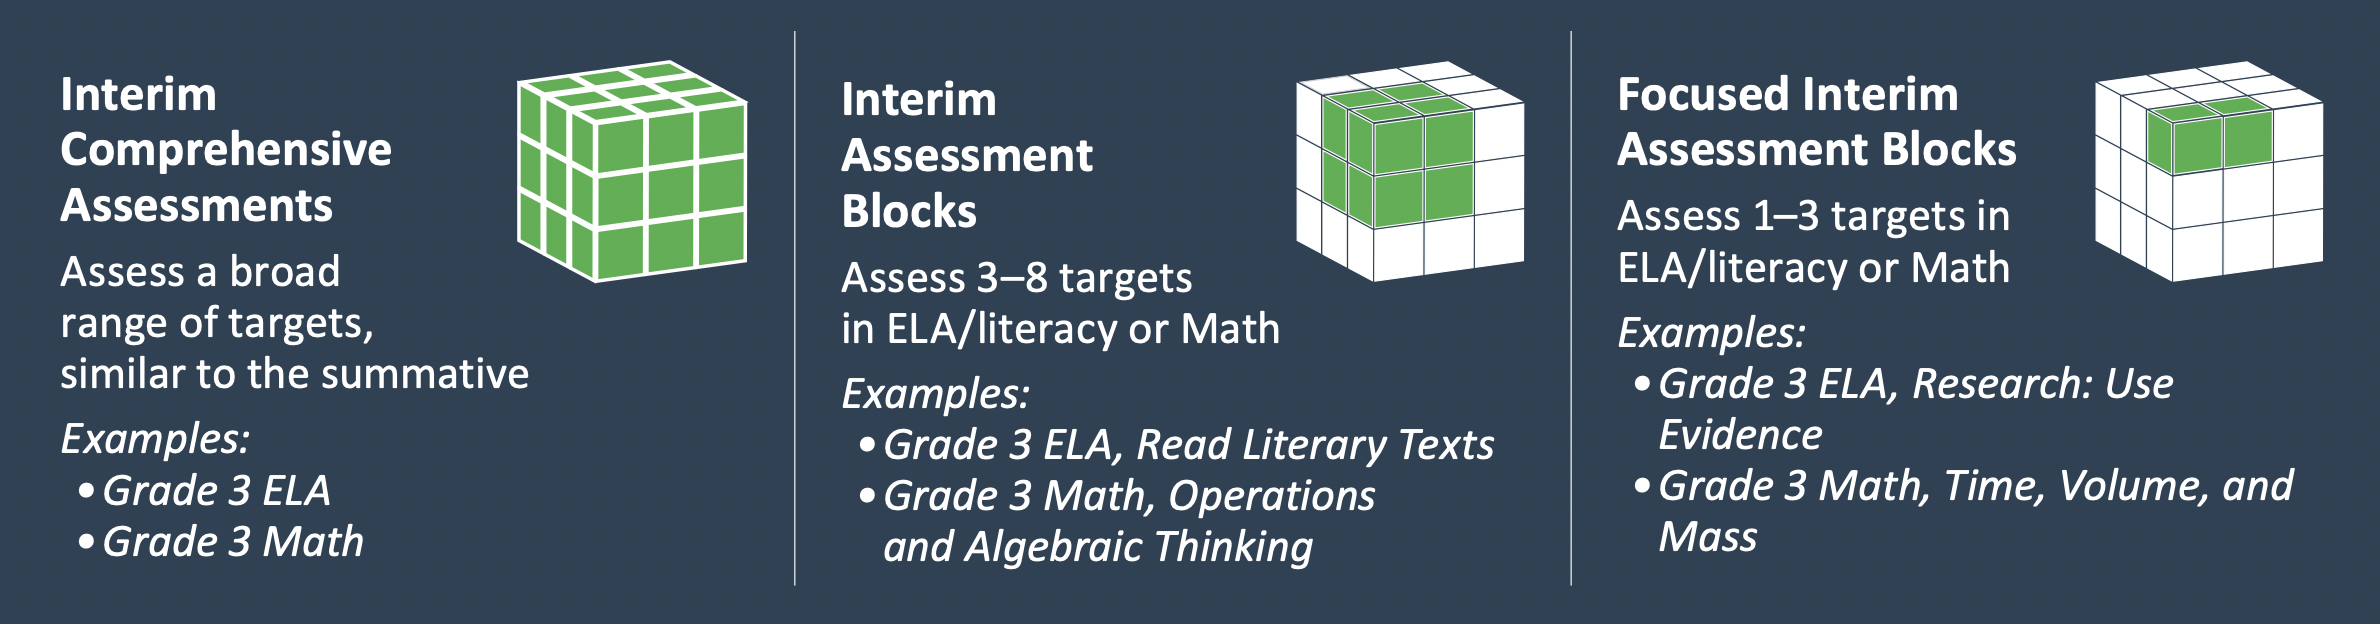 Interim
Comprehensive
Assessments
Assess a broad
range of targets,
similar to the summative
Examples:
• Grade 3 ELA
• Grade 3 Math
Interim
Assessment
Blocks
Assess 3–8 targets
in ELA/literacy or Math
Examples:
• Grade 3 ELA, Read Literary Texts
• Grade 3 Math, Operations
and Algebraic Thinking
Focused Interim
Assessment Blocks
Assess 1–3 targets in
ELA/literacy or Math
Examples:
• Grade 3 ELA, Research: Use
Evidence
• Grade 3 Math, Time, Volume, and
Mass